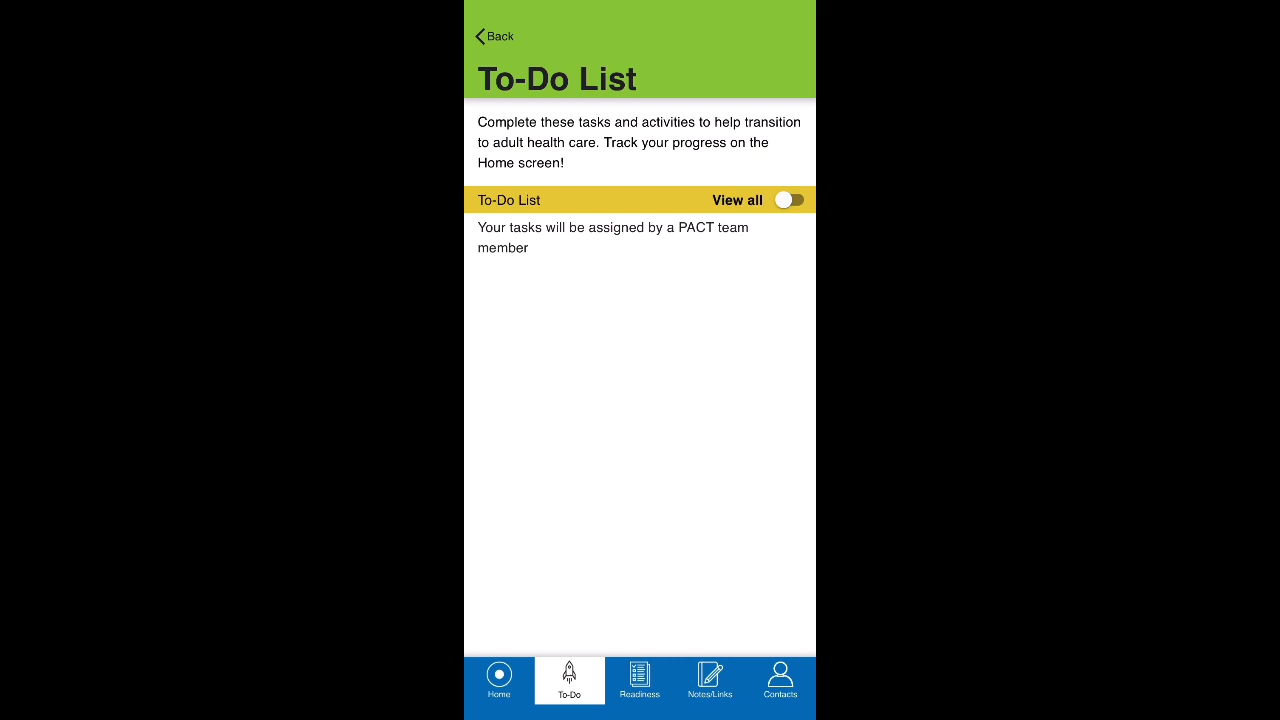 Back
To-Do List
Complete these tasks and activities to help transition
to adult health care. Track your progress on the
Home screen!
To-Do List View all
Your tasks will be assigned by a PACT team
member
Home To-Do Readiness Notes/Links Contacts